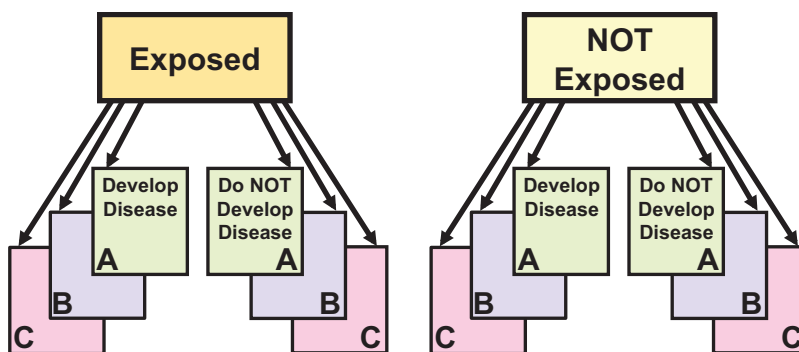 Exposed
NOT
Exposed
Develop
Disease
A
B
C
Do NOT
Develop
Disease
A
B
C
Develop
Disease
A
B
C
Do NOT
Develop
Disease
A
B
C